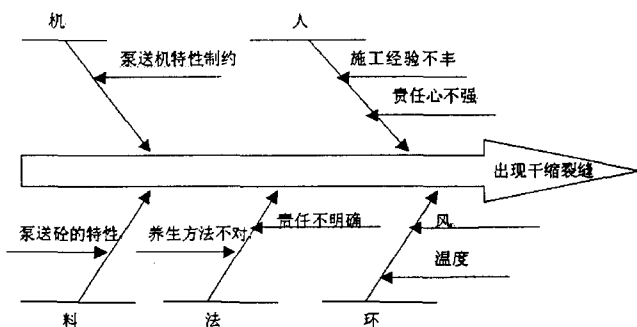 机
人
泵送机特性制约
施工经验不丰
责任心不强
出现干缩裂缝
泵送砼的特性
养生方法不对
责任不明确
风
温度
料
法
环